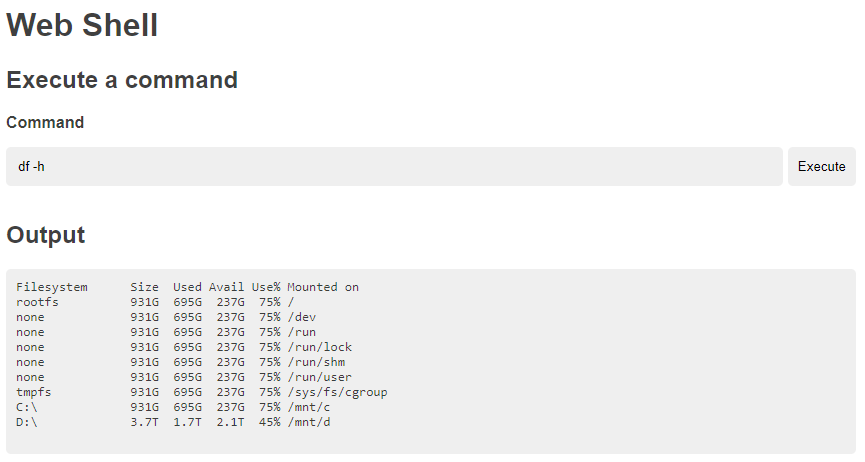 Web Shell
Execute a command
Command
df -h
Execute
Output
Filesystem      Size  Used Avail Use% Mounted on
rootfs          931G  695G  237G  75% /
none            931G  695G  237G  75% /dev
none            931G  695G  237G  75% /run
none            931G  695G  237G  75% /run/lock
none            931G  695G  237G  75% /run/shm
none            931G  695G  237G  75% /run/user
tmpfs           931G  695G  237G  75% /sys/fs/cgroup
C:\             931G  695G  237G  75% /mnt/c
D:\             3.7T  1.7T  2.1T  45% /mnt/d